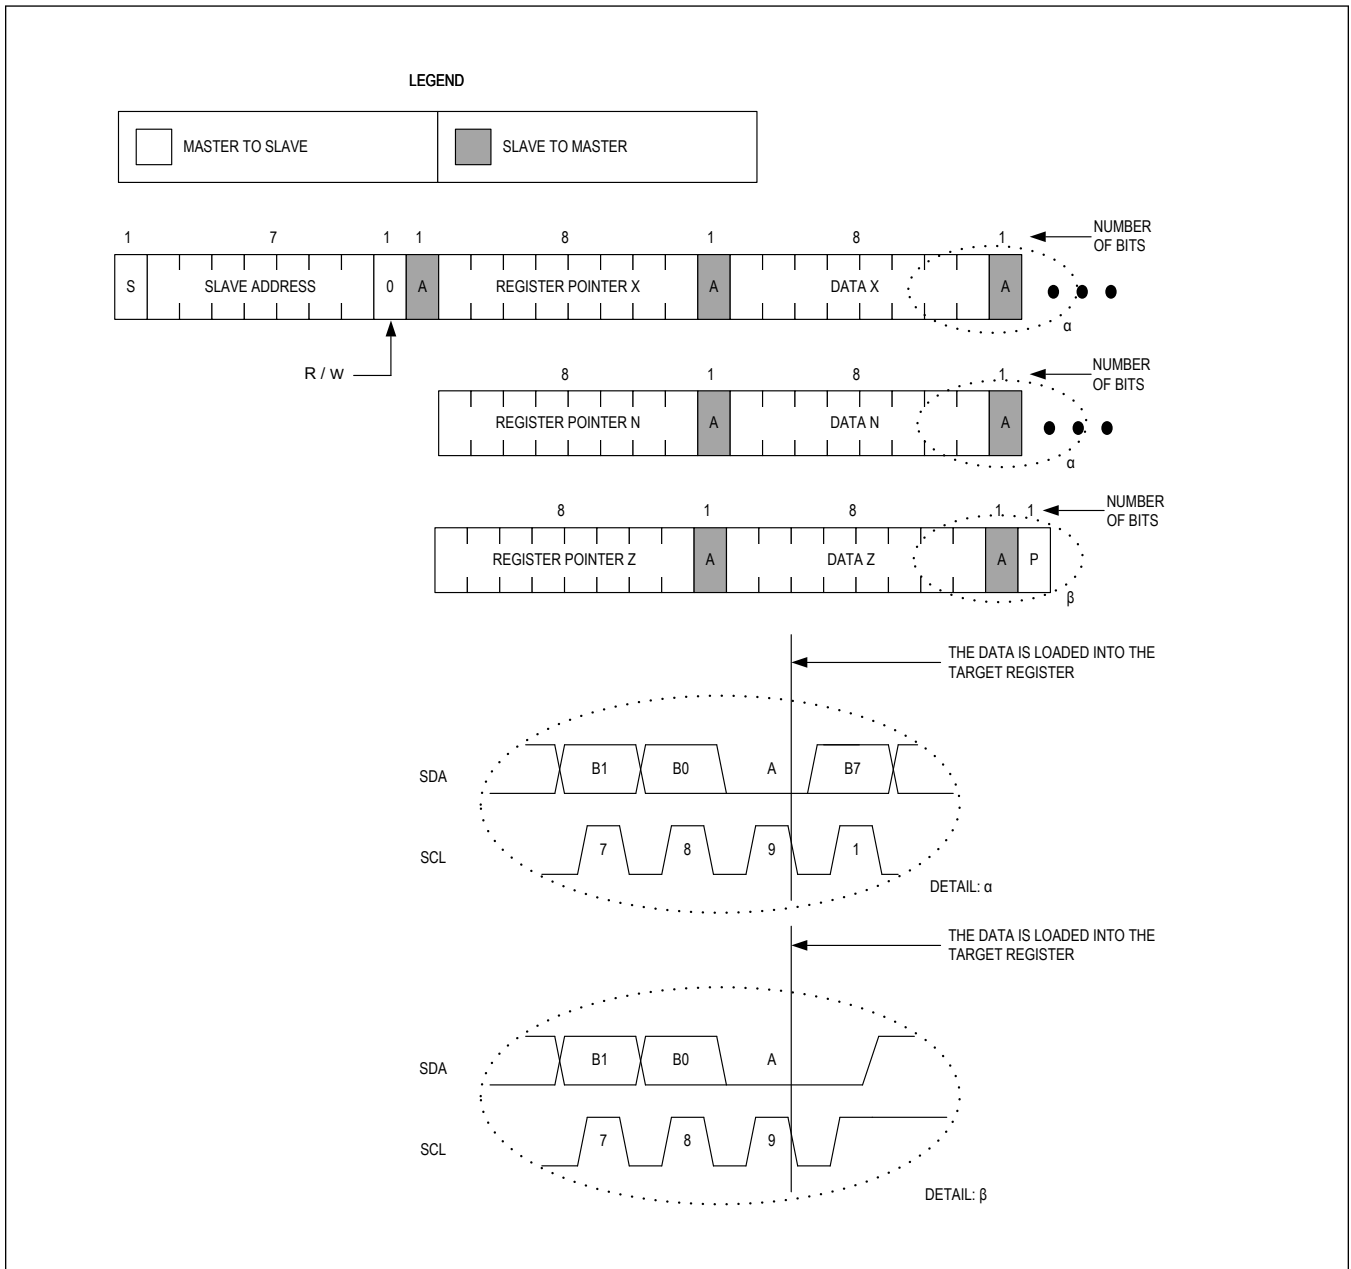 LEGEND
MASTER TO SLAVE SLAVE TO MASTER
1 7 1 1 8 1 8 1 NUMBER OF BITS
S SLAVE ADDRESS 0 A REGISTER POINTER X A DATA X A
α
R / W
8 1 8 1 NUMBER OF BITS
REGISTER POINTER N A DATA N A
α
8 1 8 1 1 NUMBER OF BITS
REGISTER POINTER Z A DATA Z A P
β
THE DATA IS LOADED INTO THE
TARGET REGISTER
SDA B1 B0 A B7
SCL 7 8 9 1
DETAIL: α
THE DATA IS LOADED INTO THE
TARGET REGISTER
SDA B1 B0 A
SCL 7 8 9
DETAIL: β